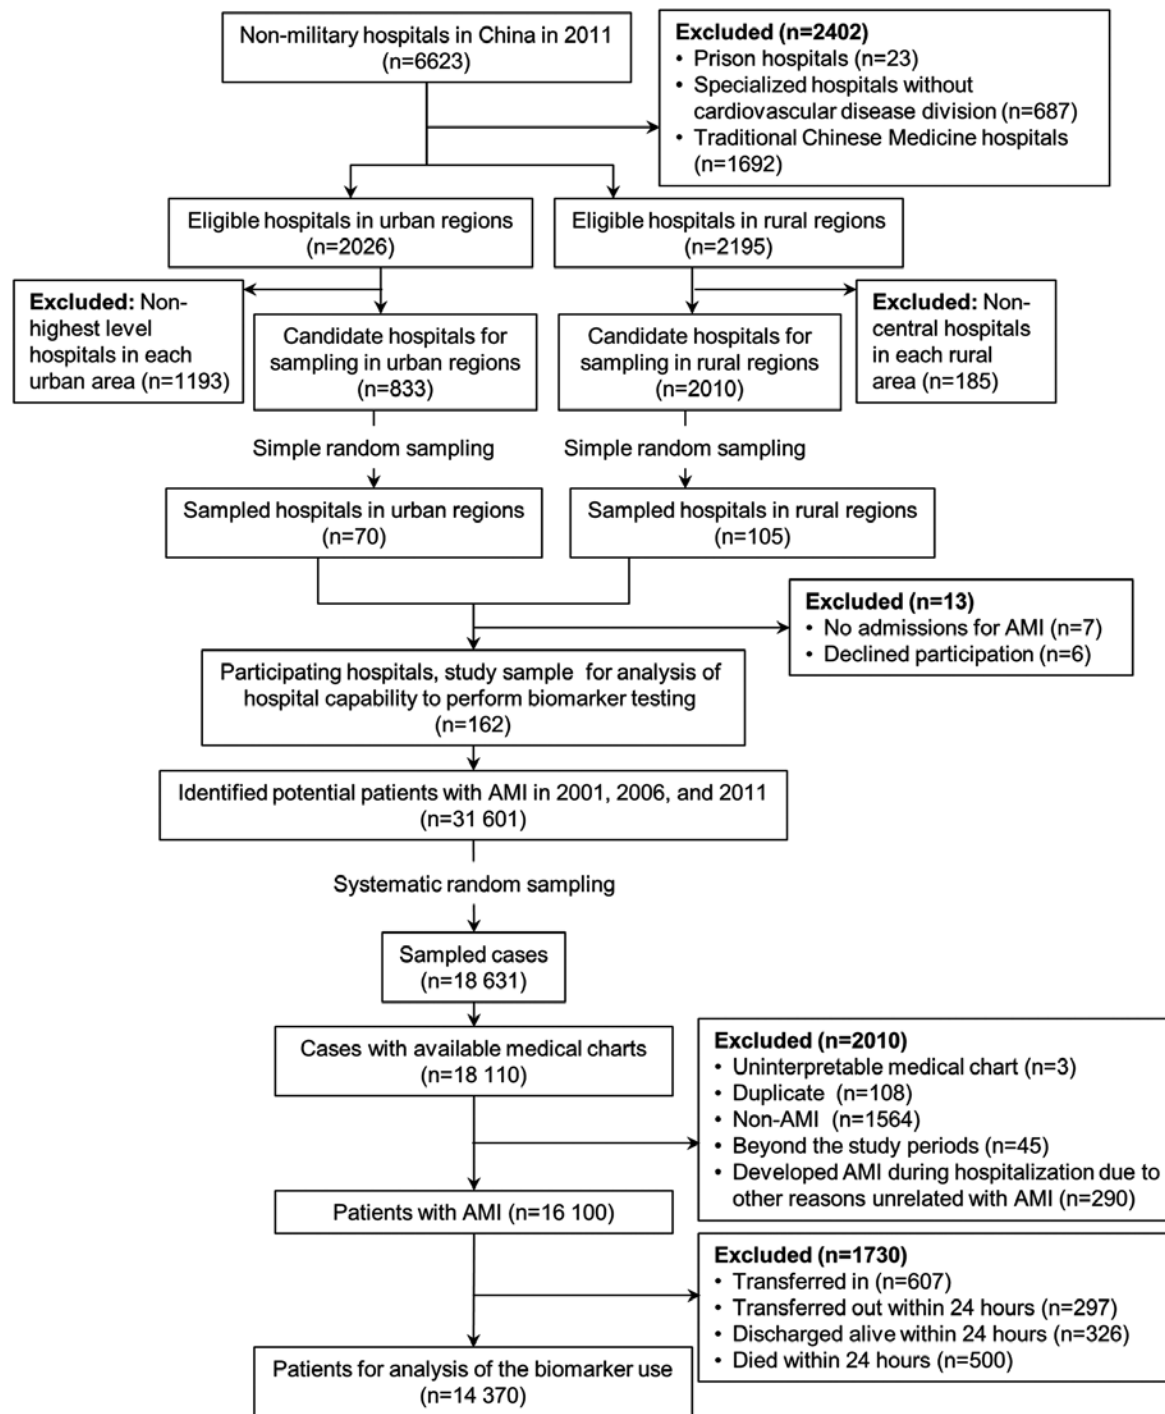 Non-military hospitals in China in 2011
(n=6623)
Excluded (n=2402)
• Prison hospitals (n=23)
• Specialized hospitals without
cardiovascular disease division (n=687)
• Traditional Chinese Medicine hospitals
(n=1692)
Eligible hospitals in urban regions
(n=2026)
Eligible hospitals in rural regions
(n=2195)
Excluded: Non-
highest level
hospitals in each
urban area (n=1193)
Candidate hospitals for
sampling in urban regions
(n=833)
Candidate hospitals for
sampling in rural regions
(n=2010)
Excluded: Non-
central hospitals
in each rural
area (n=185)
Simple random sampling
Simple random sampling
Sampled hospitals in urban regions
(n=70)
Sampled hospitals in rural regions
(n=105)
Excluded (n=13)
• No admissions for AMI (n=7)
• Declined participation (n=6)
Participating hospitals, study sample for analysis of
hospital capability to perform biomarker testing
(n=162)
Identified potential patients with AMI in 2001, 2006, and 2011
(n=31 601)
Systematic random sampling
Sampled cases
(n=18 631)
Cases with available medical charts
(n=18 110)
Excluded (n=2010)
• Uninterpretable medical chart (n=3)
• Duplicate (n=108)
• Non-AMI (n=1564)
• Beyond the study periods (n=45)
• Developed AMI during hospitalization due to
other reasons unrelated with AMI (n=290)
Patients with AMI (n=16 100)
Excluded (n=1730)
• Transferred in (n=607)
• Transferred out within 24 hours (n=297)
• Discharged alive within 24 hours (n=326)
• Died within 24 hours (n=500)
Patients for analysis of the biomarker use
(n=14 370)